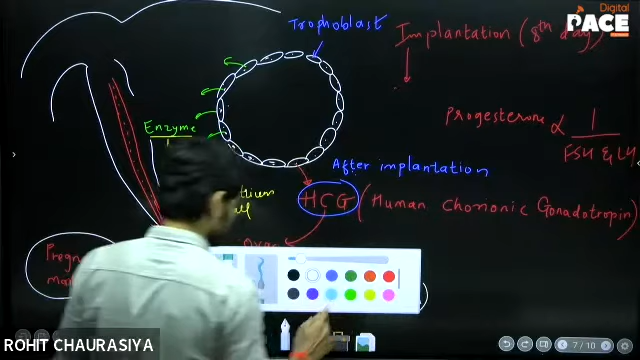 Digital
PACE
Trophoblast
Implantation (8th day)
Enzyme
Progesterone ∝ 1
FSH & LH
After implantation
HCG (Human Chomonic Gonadotropin)
7 / 10
ROHIT CHAURASIYA